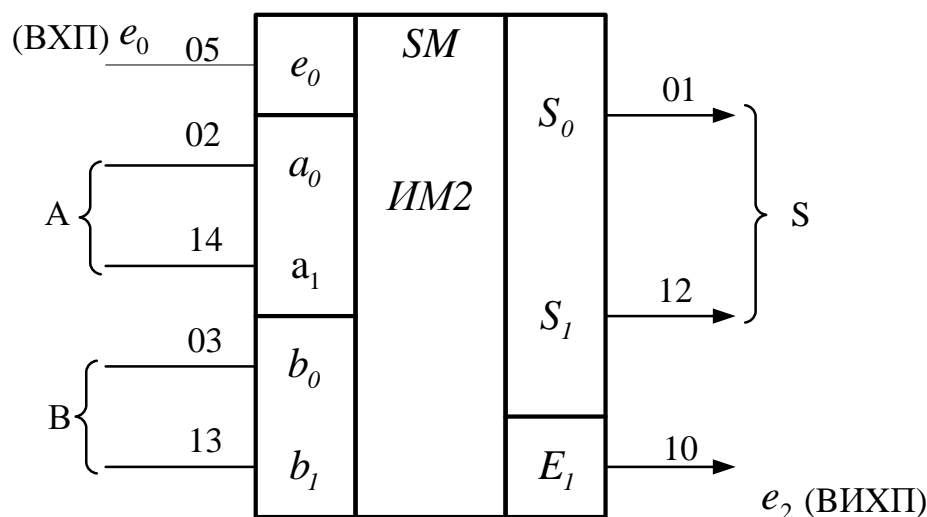 (ВХП) e₀ 05 e₀ SM
02 a₀ ИМ2 S₀ 01
A S
14 a₁
03 b₀ S₁ 12
B
13 b₁ E₁ 10
e₂ (ВИХП)